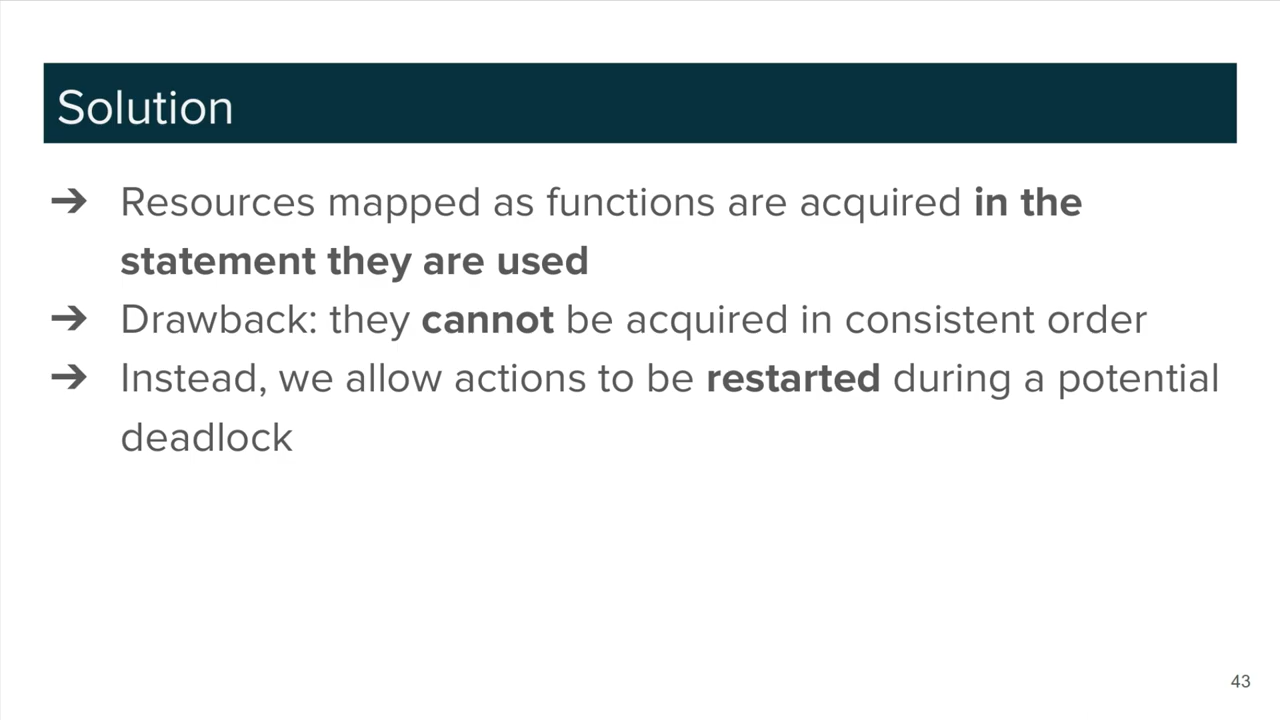 Solution
➔ Resources mapped as functions are acquired in the
statement they are used
➔ Drawback: they cannot be acquired in consistent order
➔ Instead, we allow actions to be restarted during a potential
deadlock
43